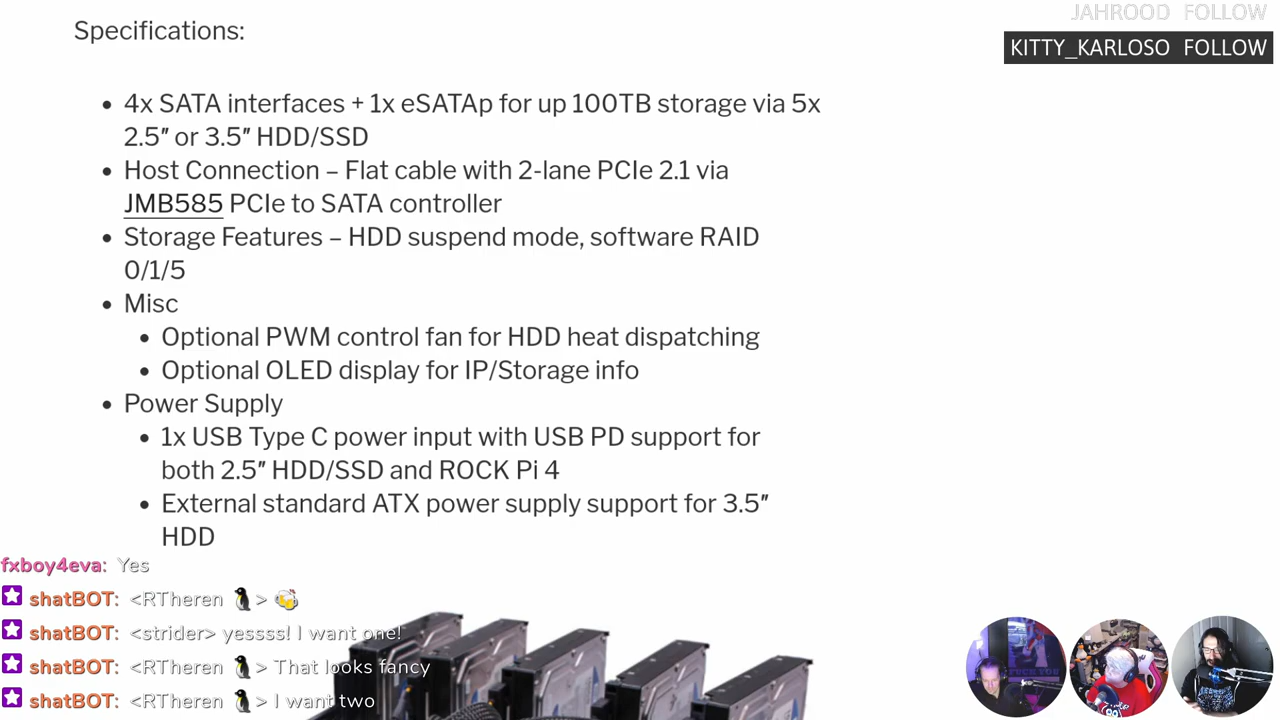 JAHROOD FOLLOW
KITTY_KARLOSO FOLLOW
Specifications:
• 4x SATA interfaces + 1x eSATAp for up 100TB storage via 5x
2.5″ or 3.5″ HDD/SSD
• Host Connection – Flat cable with 2-lane PCIe 2.1 via
JMB585 PCIe to SATA controller
• Storage Features – HDD suspend mode, software RAID
0/1/5
• Misc
• Optional PWM control fan for HDD heat dispatching
• Optional OLED display for IP/Storage info
• Power Supply
• 1x USB Type C power input with USB PD support for
both 2.5″ HDD/SSD and ROCK Pi 4
• External standard ATX power supply support for 3.5″
HDD
fxboy4eva: Yes
shatBOT: <RTheren 🐧> 🍻
shatBOT: <strider> yessss! I want one!
shatBOT: <RTheren 🐧> That looks fancy
shatBOT: <RTheren 🐧> I want two